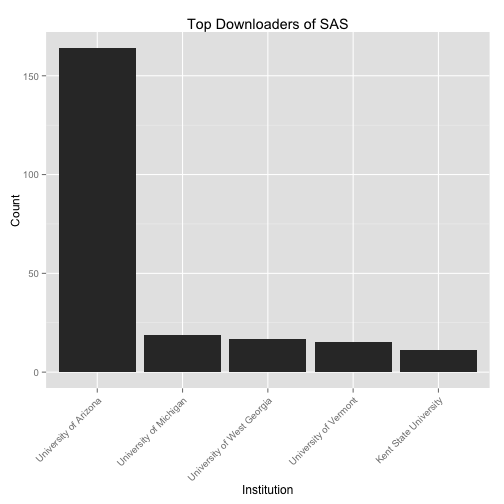 Top Downloaders of SAS
150
100
50
0
Count
University of Arizona
University of Michigan
University of West Georgia
University of Vermont
Kent State University
Institution